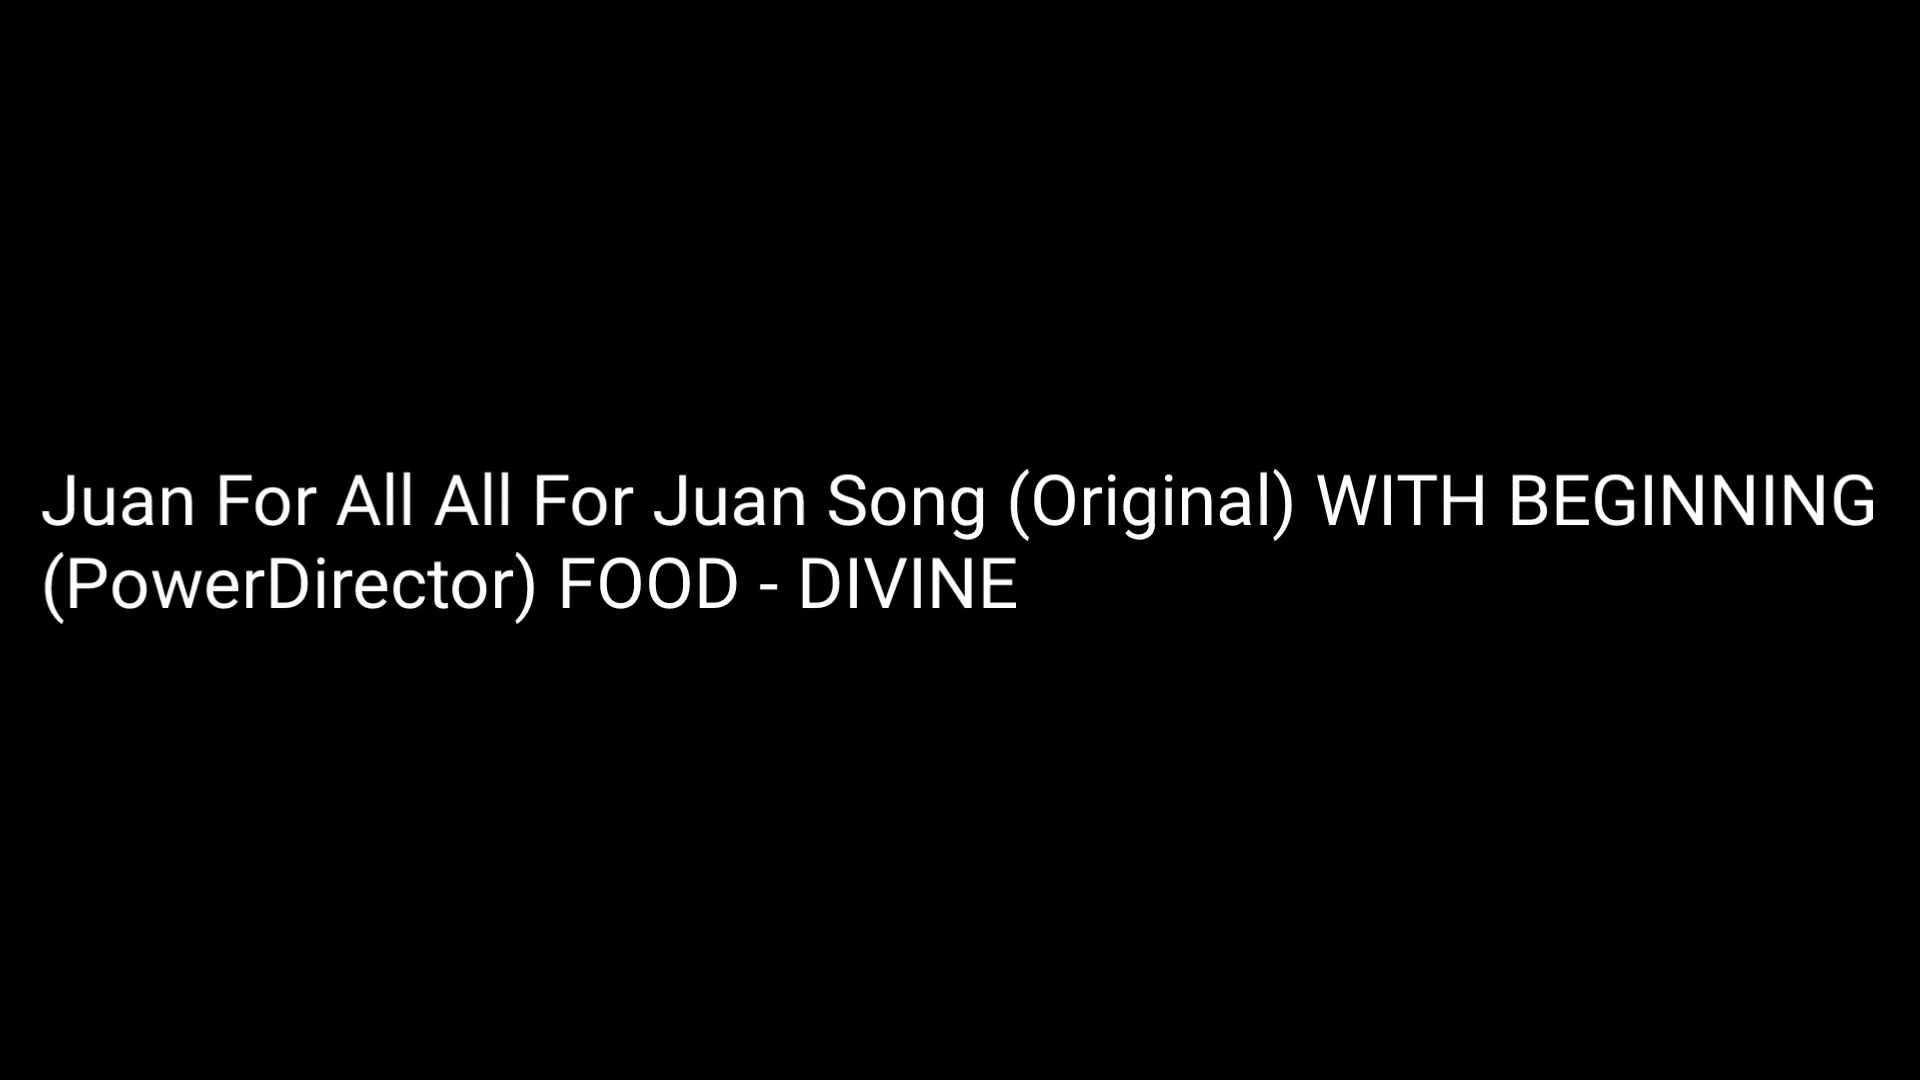 Juan For All All For Juan Song (Original) WITH BEGINNING
(PowerDirector) FOOD - DIVINE